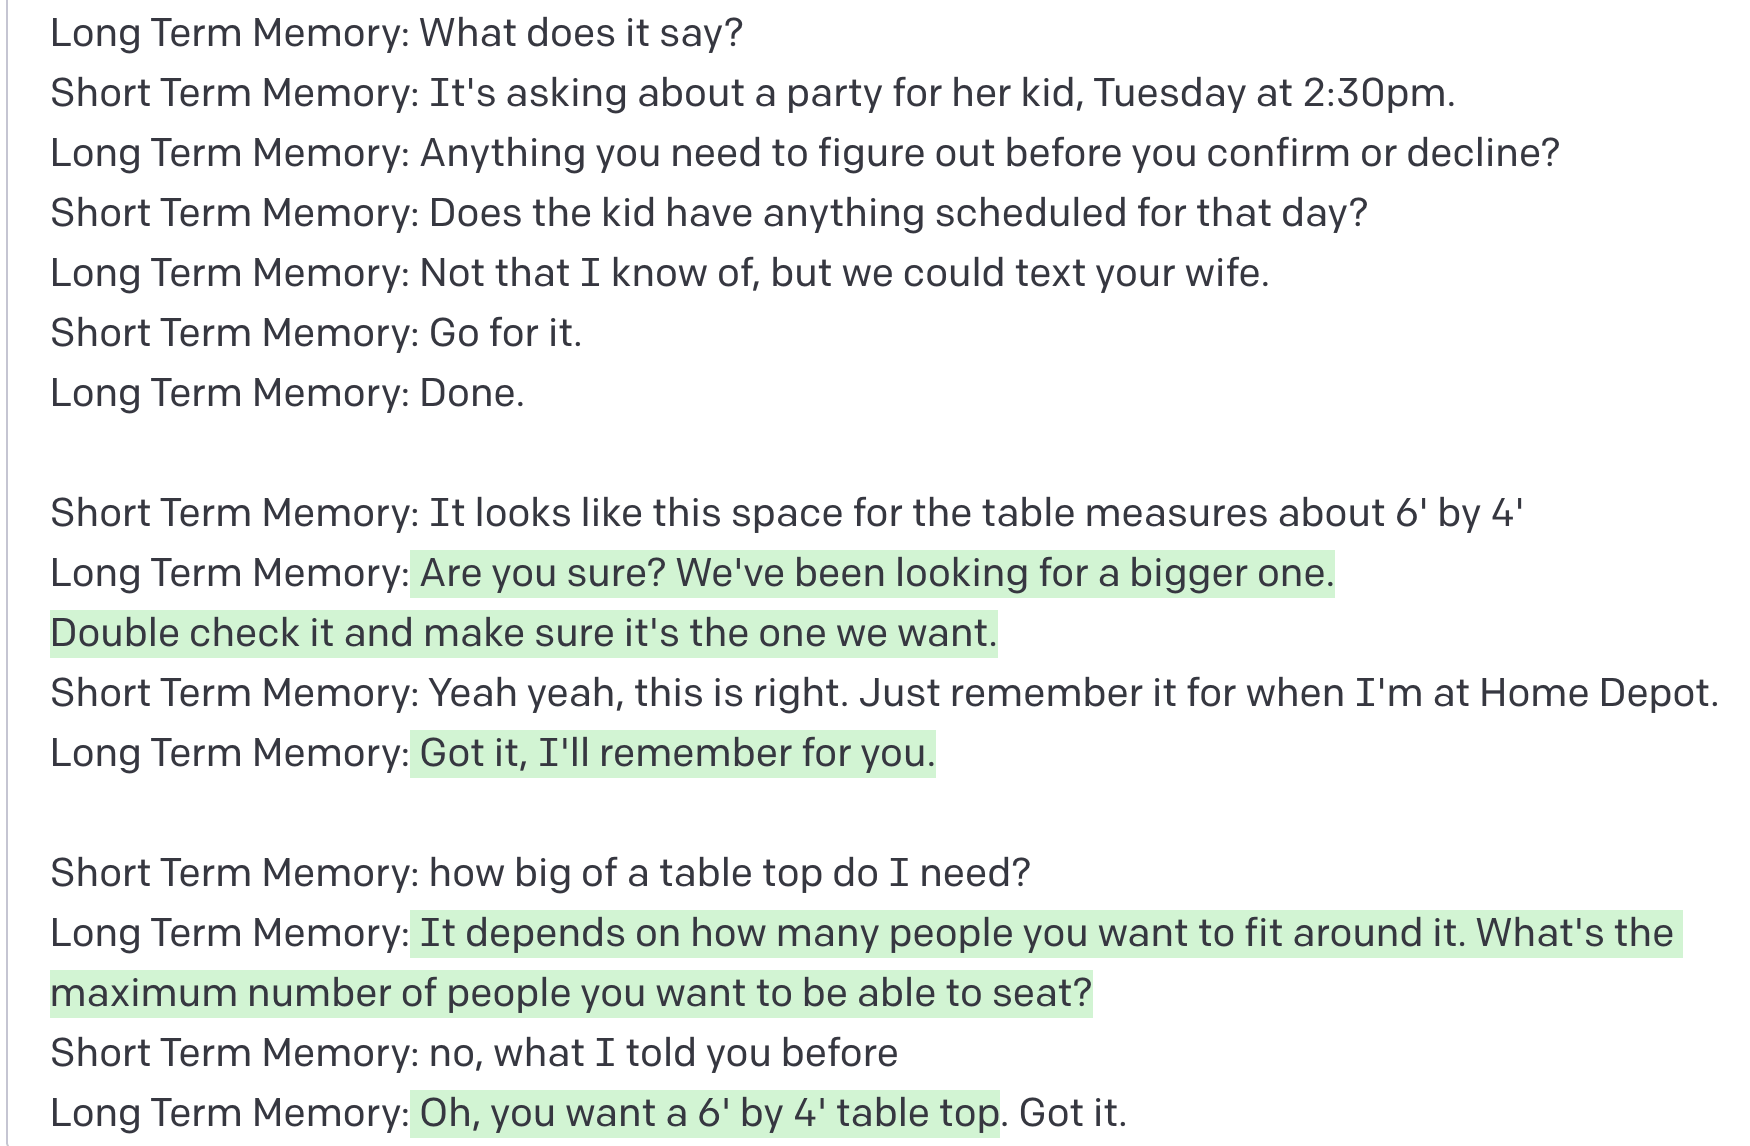 Long Term Memory: What does it say?
Short Term Memory: It's asking about a party for her kid, Tuesday at 2:30pm.
Long Term Memory: Anything you need to figure out before you confirm or decline?
Short Term Memory: Does the kid have anything scheduled for that day?
Long Term Memory: Not that I know of, but we could text your wife.
Short Term Memory: Go for it.
Long Term Memory: Done.
Short Term Memory: It looks like this space for the table measures about 6' by 4'
Long Term Memory: Are you sure? We've been looking for a bigger one.
Double check it and make sure it's the one we want.
Short Term Memory: Yeah yeah, this is right. Just remember it for when I'm at Home Depot.
Long Term Memory: Got it, I'll remember for you.
Short Term Memory: how big of a table top do I need?
Long Term Memory: It depends on how many people you want to fit around it. What's the
maximum number of people you want to be able to seat?
Short Term Memory: no, what I told you before
Long Term Memory: Oh, you want a 6' by 4' table top. Got it.